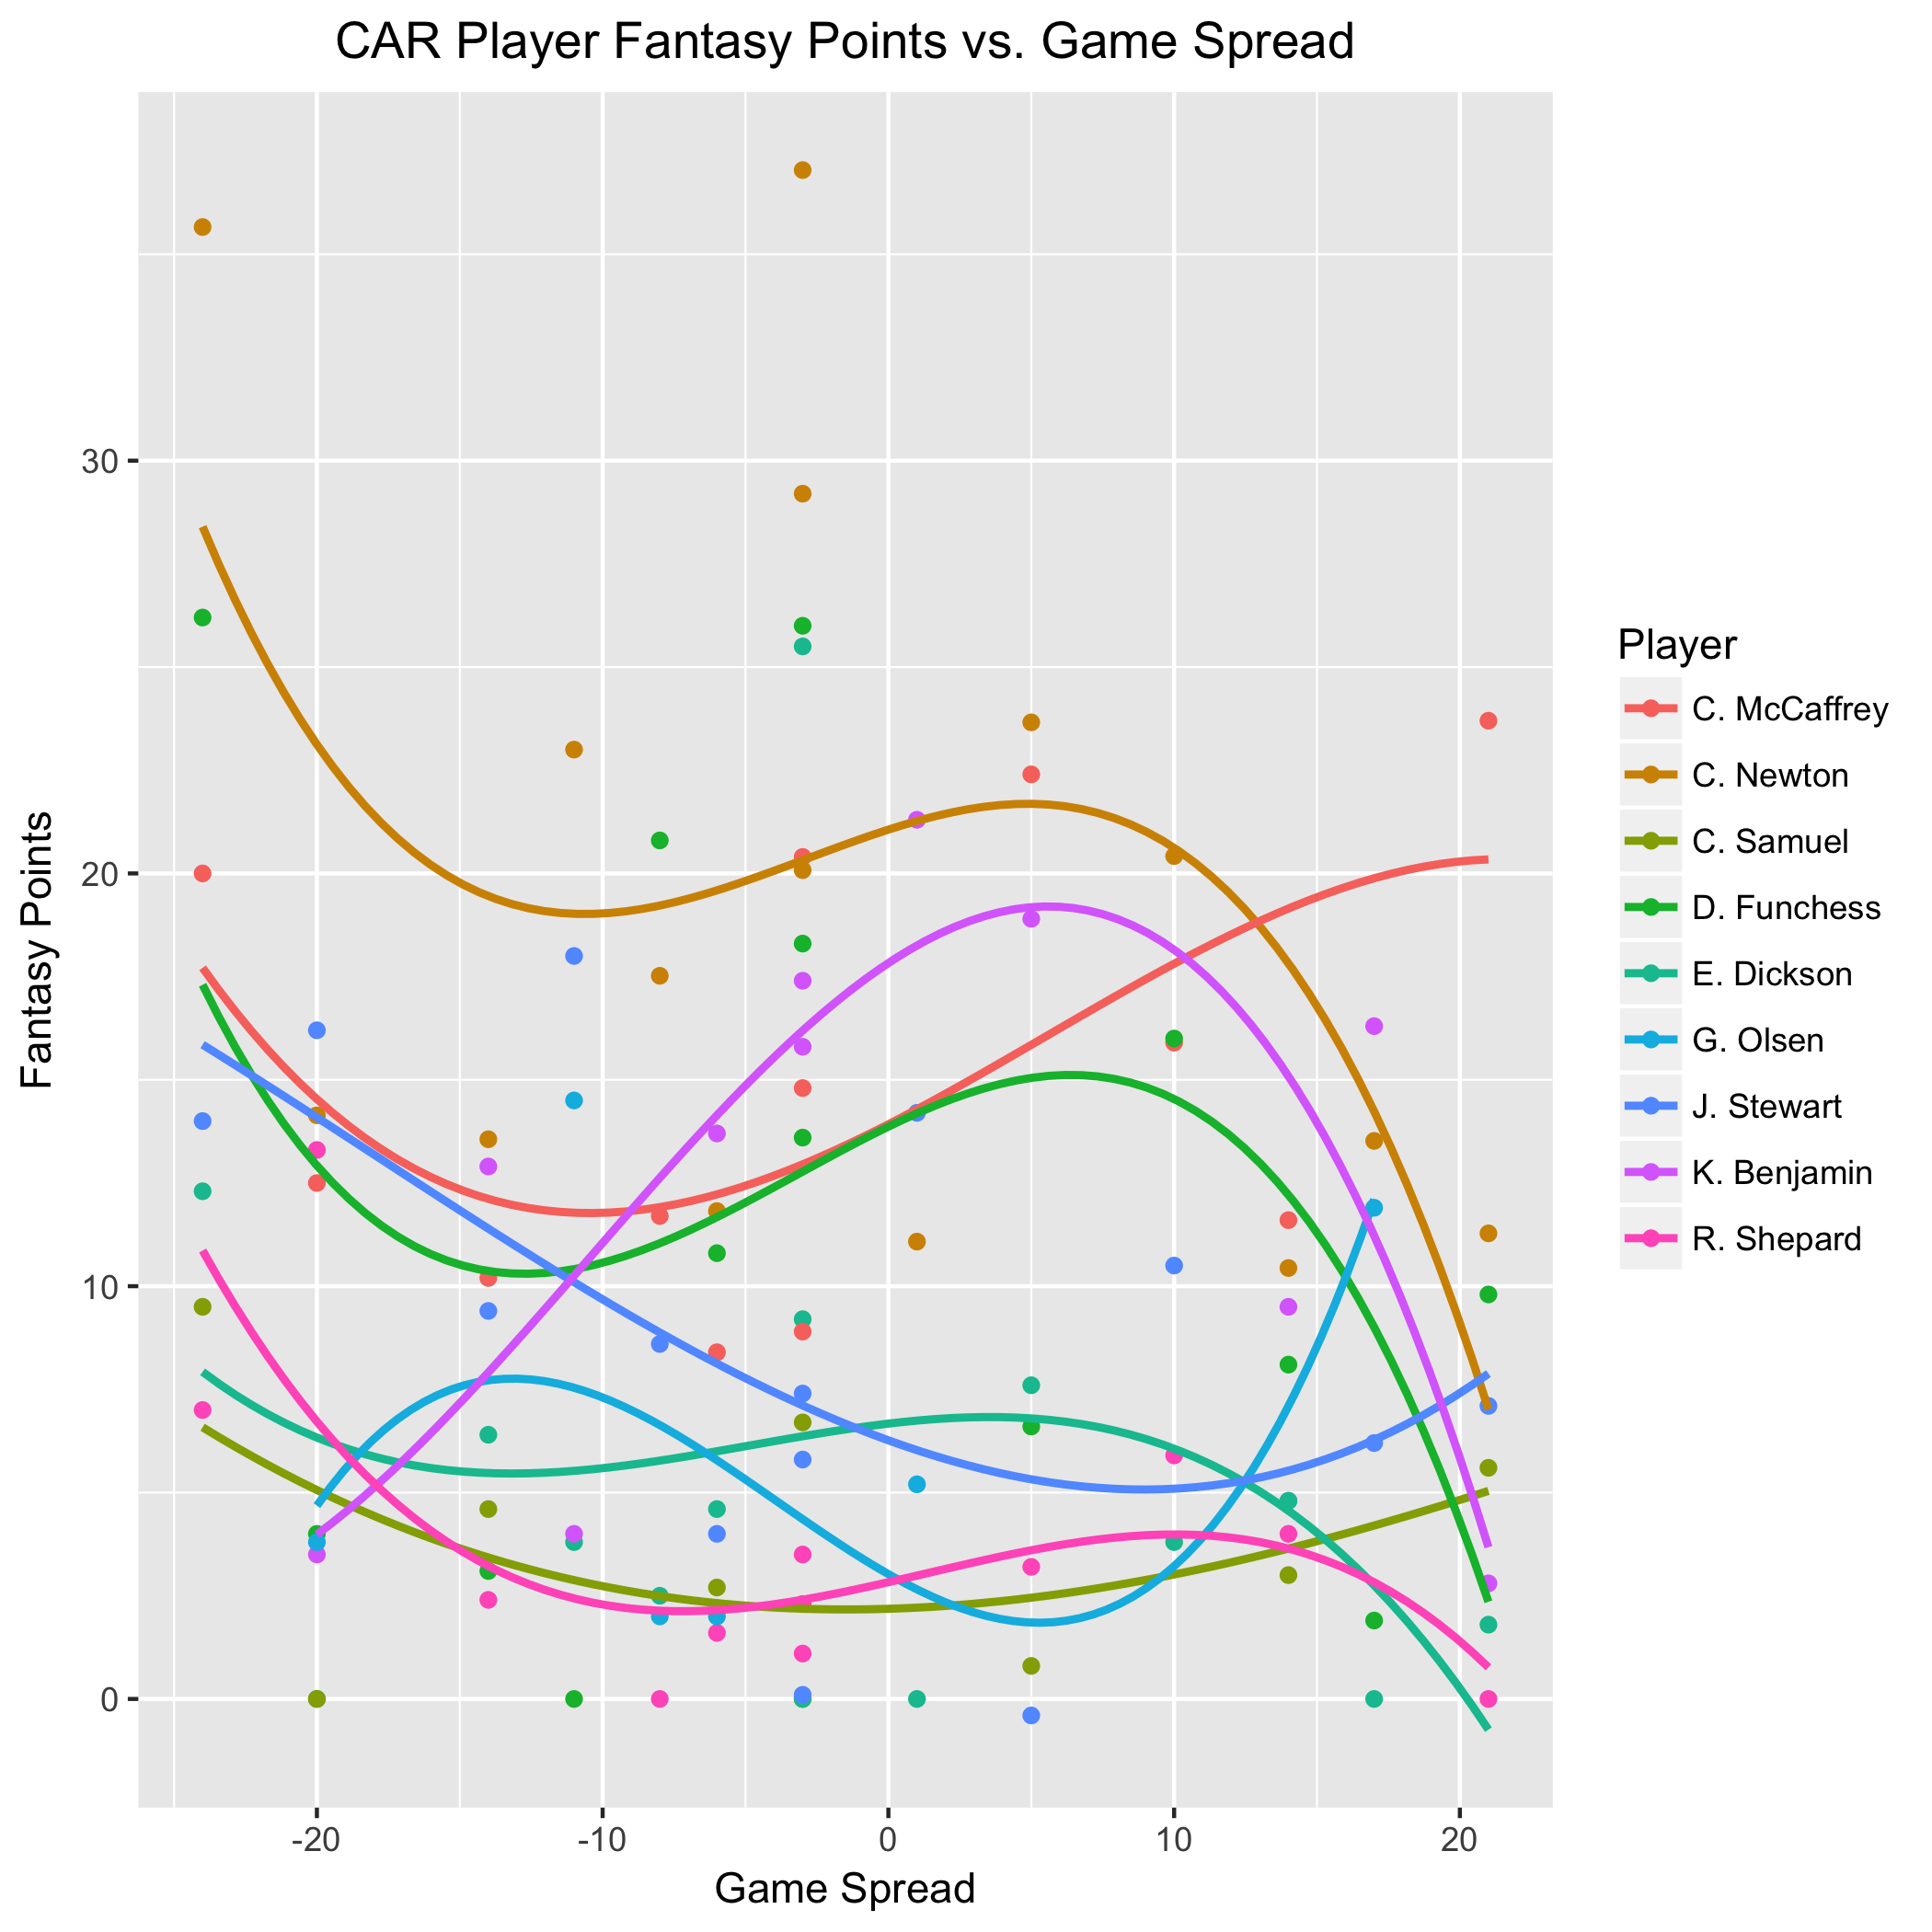 CAR Player Fantasy Points vs. Game Spread
Fantasy Points
30
20
10
0
-20
-10
0
10
20
Game Spread
Player
C. McCaffrey
C. Newton
C. Samuel
D. Funchess
E. Dickson
G. Olsen
J. Stewart
K. Benjamin
R. Shepard